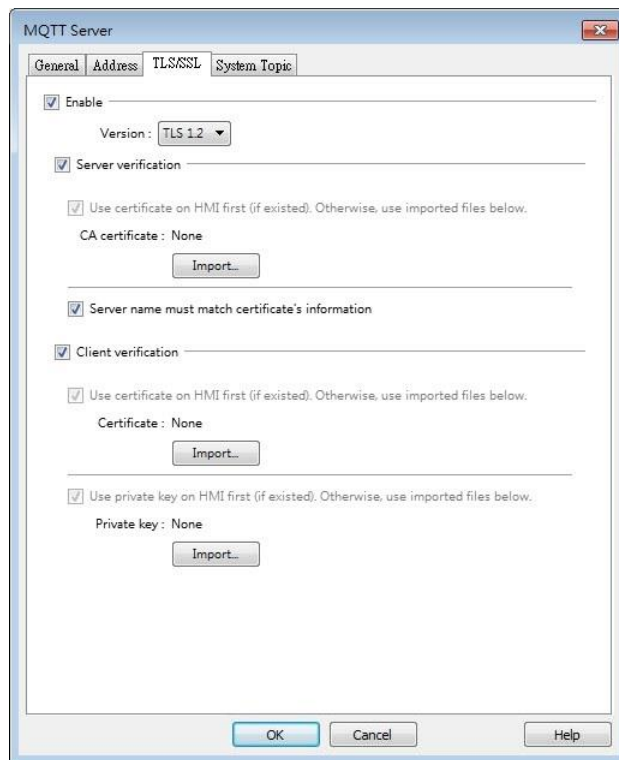 MQTT Server
General Address TLS/SSL System Topic
Enable
Version : TLS 1.2
Server verification
Use certificate on HMI first (if existed). Otherwise, use imported files below.
CA certificate : None
Import...
Server name must match certificate's information
Client verification
Use certificate on HMI first (if existed). Otherwise, use imported files below.
Certificate : None
Import...
Use private key on HMI first (if existed). Otherwise, use imported files below.
Private key : None
Import...
OK Cancel Help